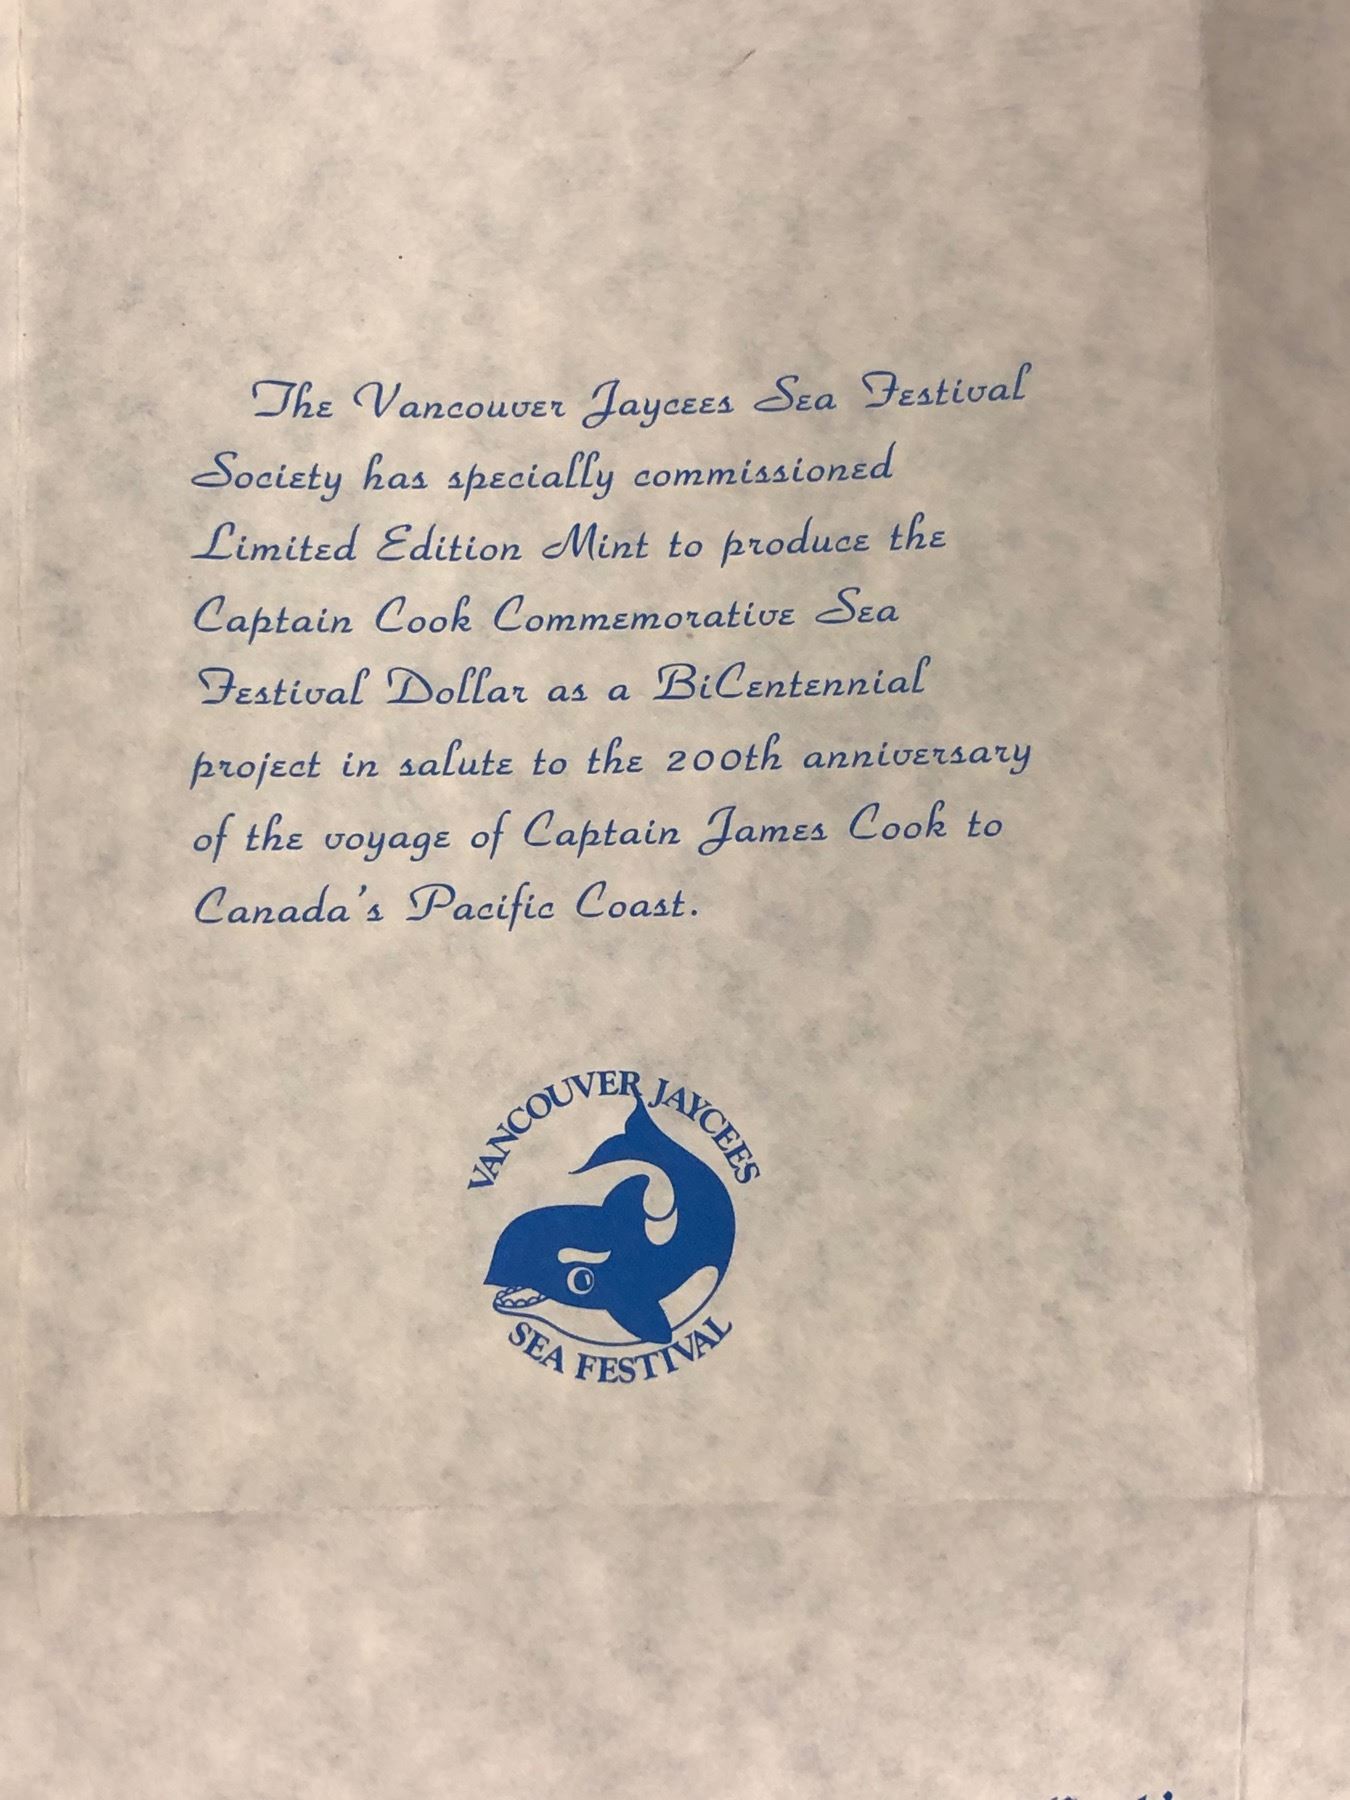 The Vancouver Jaycees Sea Festival
Society has specially commissioned
Limited Edition Mint to produce the
Captain Cook Commemorative Sea
Festival Dollar as a BiCentennial
project in salute to the 200th anniversary
of the voyage of Captain James Cook to
Canada's Pacific Coast.
VANCOUVER JAYCEES
SEA FESTIVAL